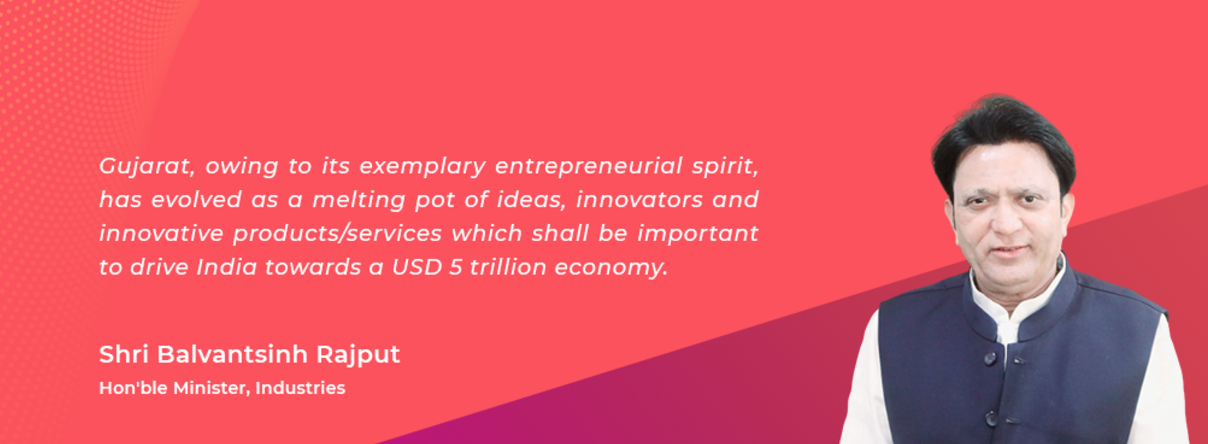 Gujarat, owing to its exemplary entrepreneurial spirit,
has evolved as a melting pot of ideas, innovators and
innovative products/services which shall be important
to drive India towards a USD 5 trillion economy.
Shri Balvantsinh Rajput
Hon'ble Minister, Industries